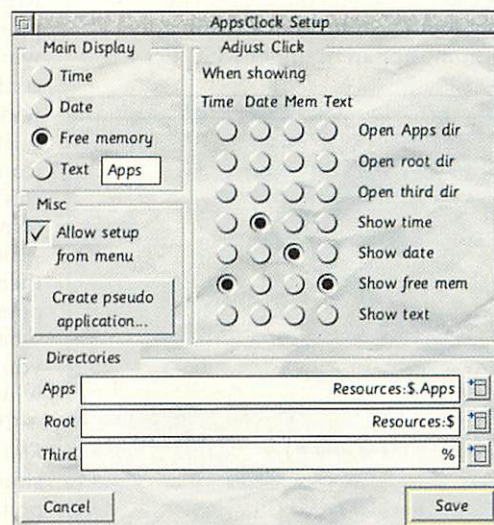 AppsClock Setup
Main Display
Time
Date
Free memory
Text Apps
Misc
Allow setup
from menu
Create pseudo
application...
Adjust Click
When showing
Time Date Mem Text
Open Apps dir
Open root dir
Open third dir
Show time
Show date
Show free mem
Show text
Directories
Apps Resources:$.Apps
Root Resources:$
Third %
Cancel
Save